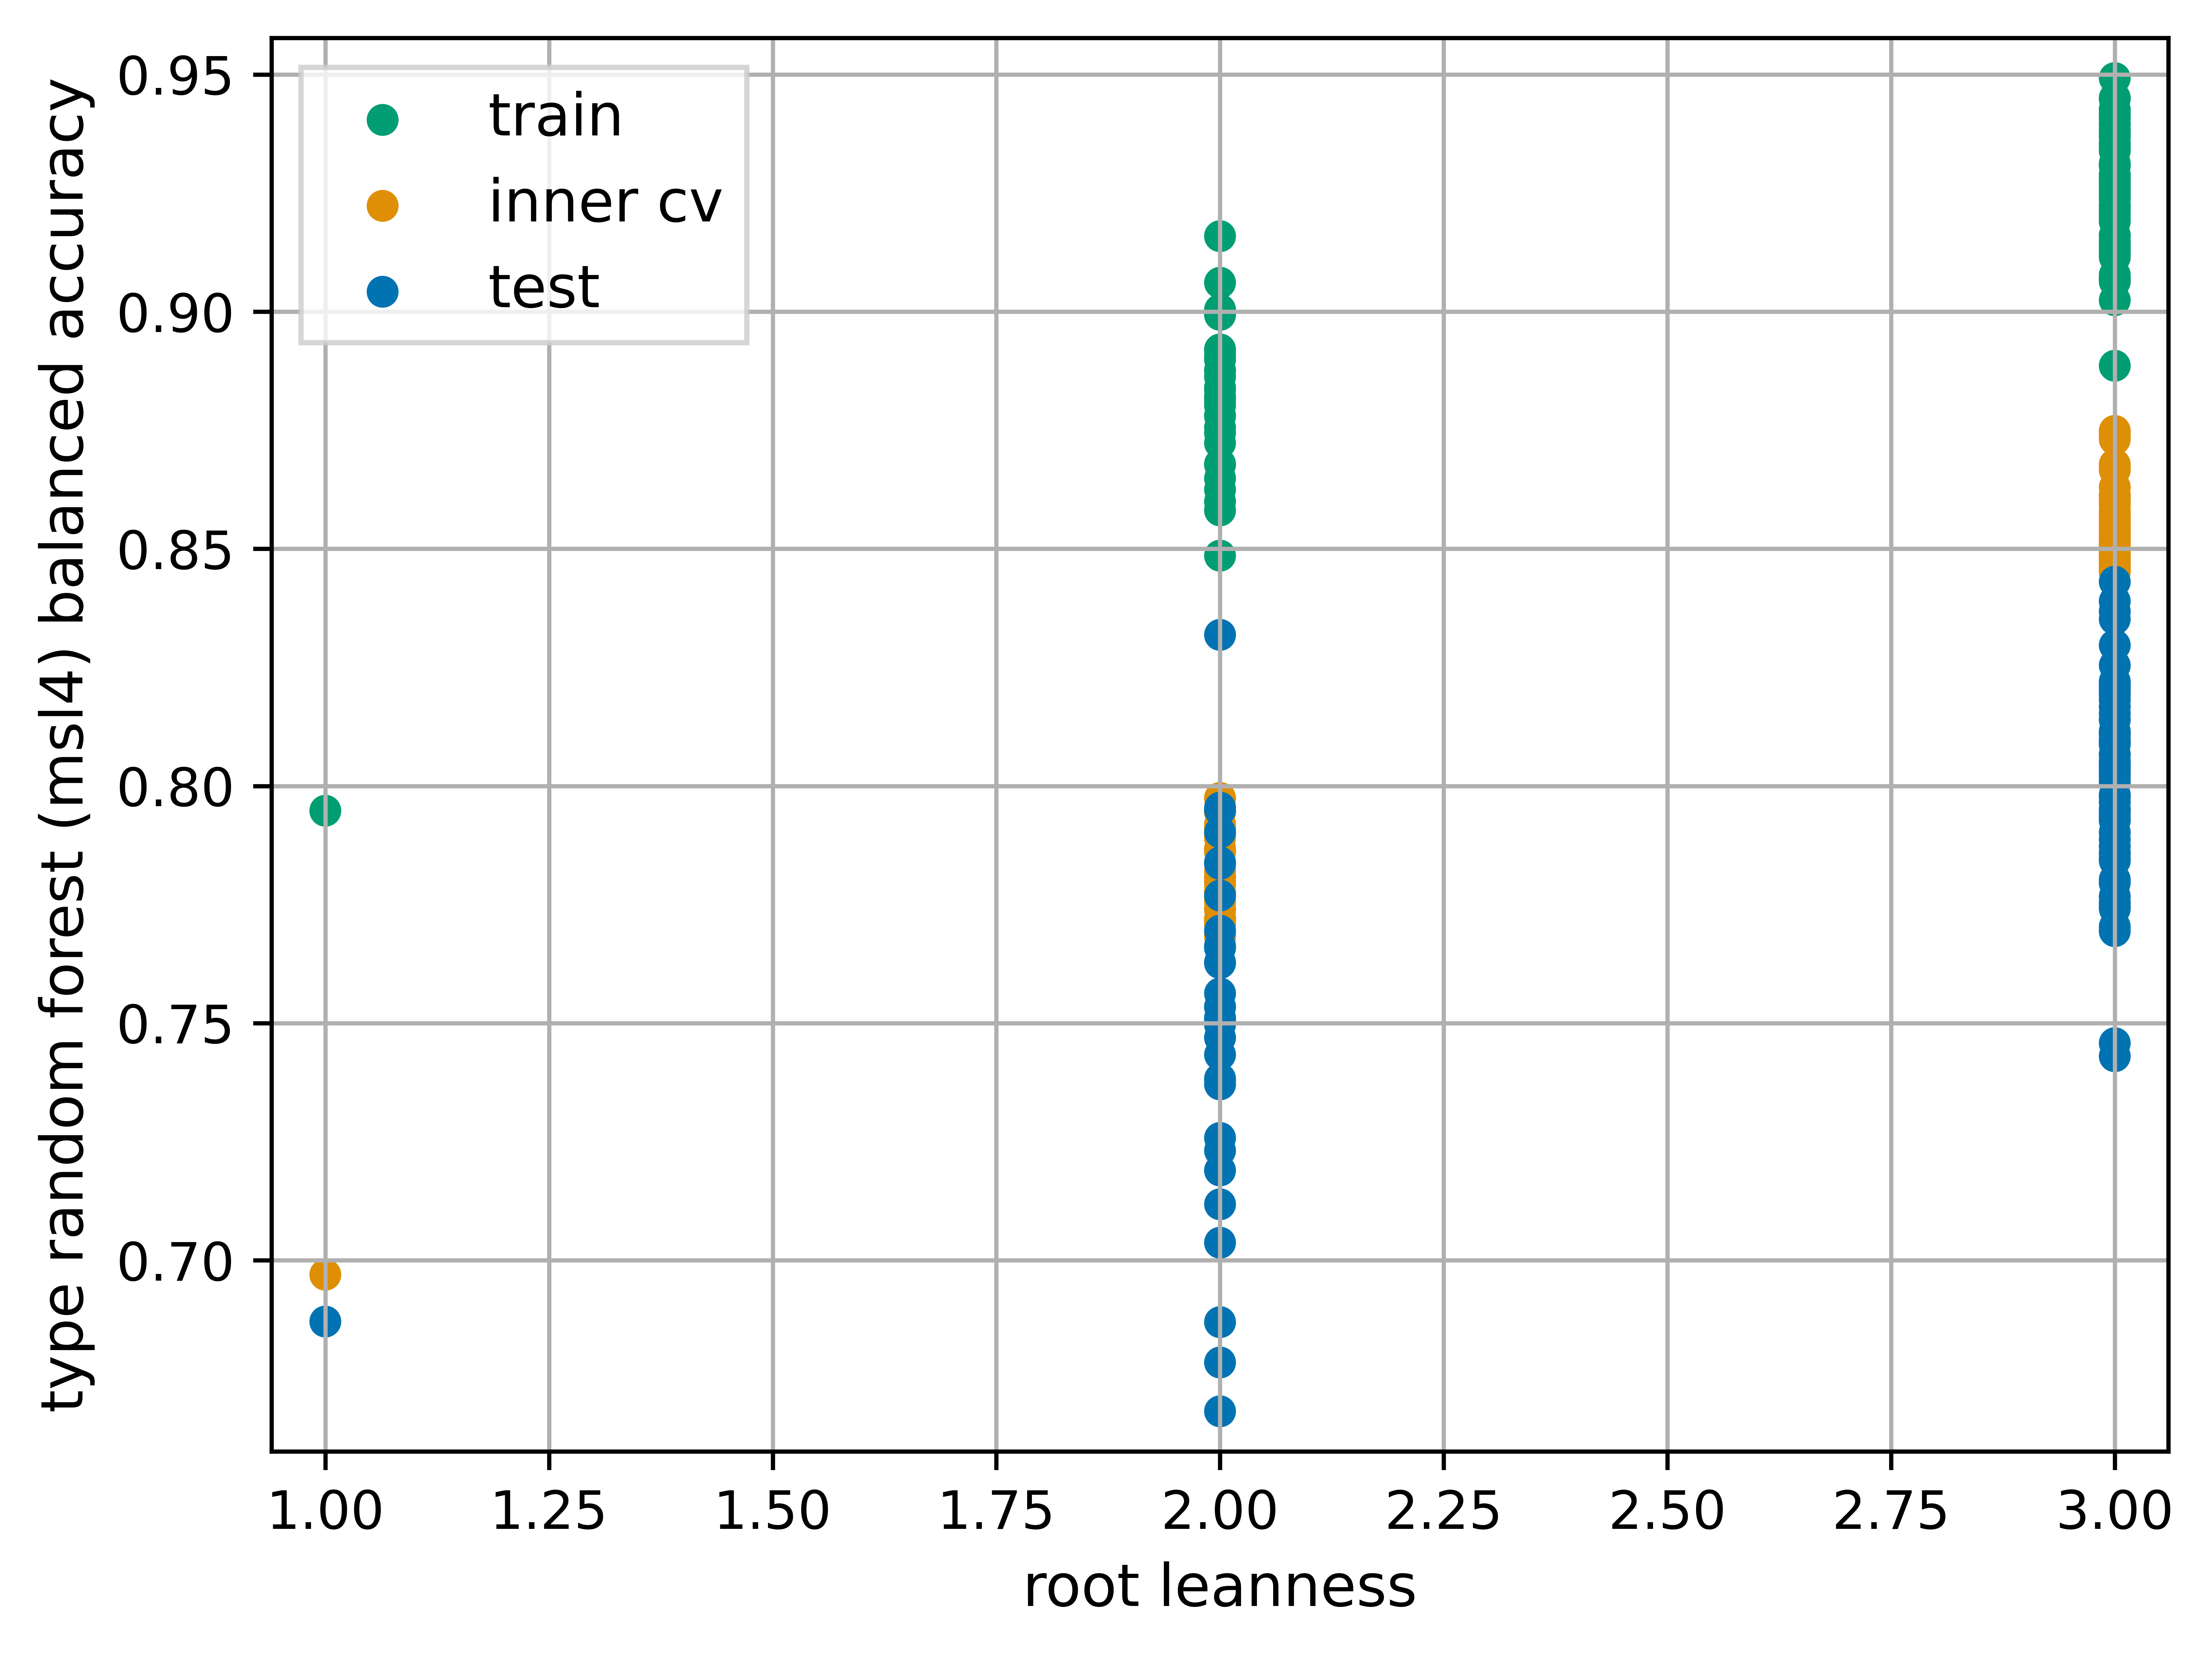 type random forest (msl4) balanced accuracy
0.95
0.90
0.85
0.80
0.75
0.70
train
inner cv
test
1.00 1.25 1.50 1.75 2.00 2.25 2.50 2.75 3.00
root leanness